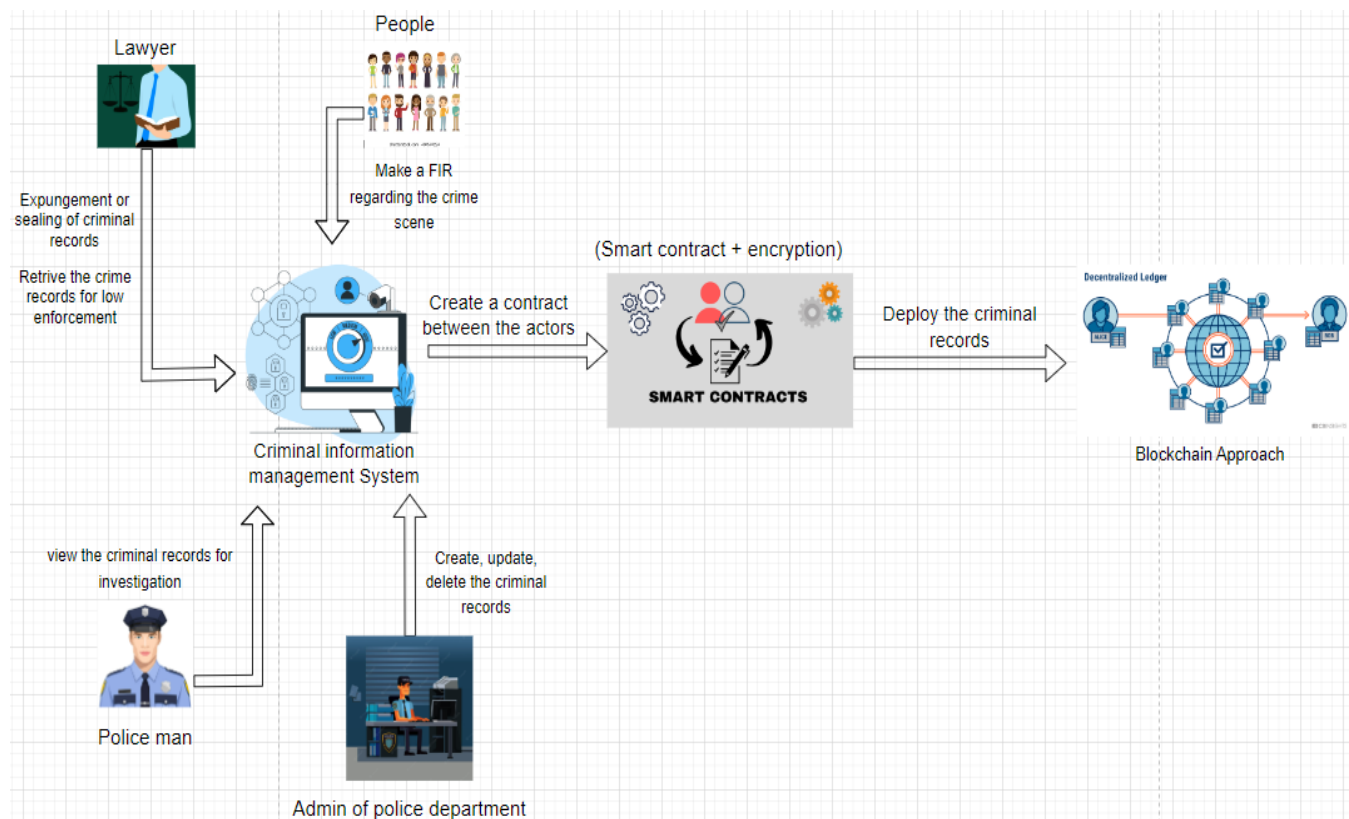 People
Lawyer
Make a FIR
regarding the crime
scene
Expungement or
sealing of criminal
records
Retrive the crime
records for low
enforcement
(Smart contract + encryption)
Create a contract
between the actors
SMART CONTRACTS
Deploy the criminal
records
Decentralized Ledger
Blockchain Approach
Criminal information
management System
view the criminal records for
investigation
Create, update,
delete the criminal
records
Police man
Admin of police department